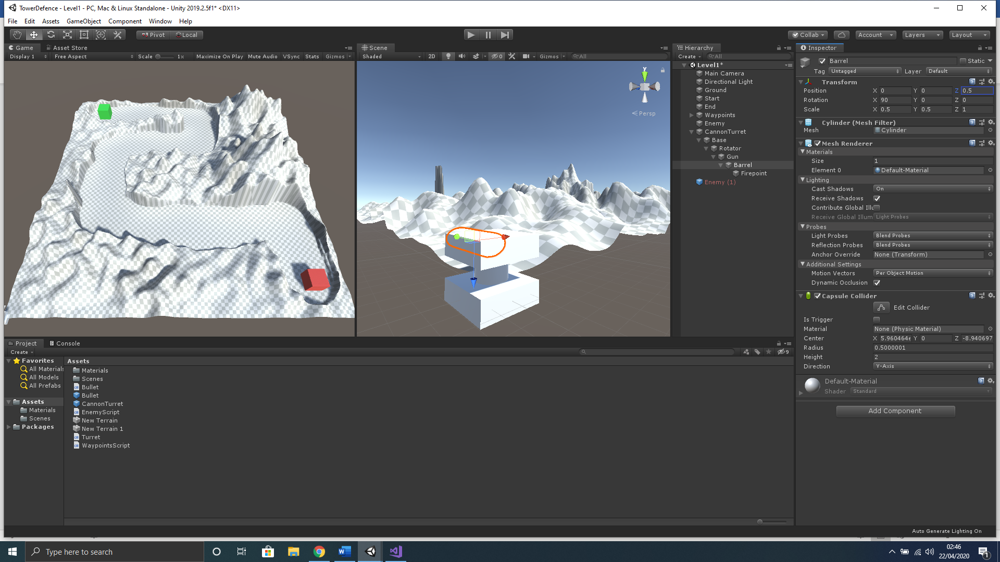 TowerDefence - Level1 - PC, Mac & Linux Standalone - Unity 2019.2.5f1* <DX11>
File Edit Assets GameObject Component Window Help
Pivot Local Collab Account Layers Layout
Game Asset Store
Display 1 Free Aspect Scale 1x Maximize On Play Mute Audio VSync Stats Gizmos
Scene
Shaded 2D 0 Gizmos All
y
Persp
Hierarchy
Create All
Level1*
Main Camera
Directional Light
Ground
Start
End
Waypoints
Enemy
CannonTurret
Base
Rotator
Gun
Barrel
Firepoint
Enemy (1)
Inspector
Barrel Static
Tag Untagged Layer Default
Transform
Position X 0 Y 0 Z 0.5
Rotation X 90 Y 0 Z 0
Scale X 0.5 Y 0.5 Z 1
Cylinder (Mesh Filter)
Mesh Cylinder
Mesh Renderer
Materials
Size 1
Element 0 Default-Material
Lighting
Cast Shadows On
Receive Shadows
Contribute Global Illu
Receive Global Illum Light Probes
Probes
Light Probes Blend Probes
Reflection Probes Blend Probes
Anchor Override None (Transform)
Additional Settings
Motion Vectors Per Object Motion
Dynamic Occlusion
Capsule Collider
Edit Collider
Is Trigger
Material None (Physic Material)
Center X 5.960464e Y 0 Z -8.940697
Radius 0.5000001
Height 2
Direction Y-Axis
Default-Material
Shader Standard
Add Component
Project Console
Create 9
Favorites
All Materials
All Models
All Prefabs
Assets
Materials
Scenes
Packages
Assets
Materials
Scenes
Bullet
Bullet
CannonTurret
EnemyScript
New Terrain
New Terrain 1
Turret
WaypointsScript
Auto Generate Lighting On
Type here to search
02:46
22/04/2020
1